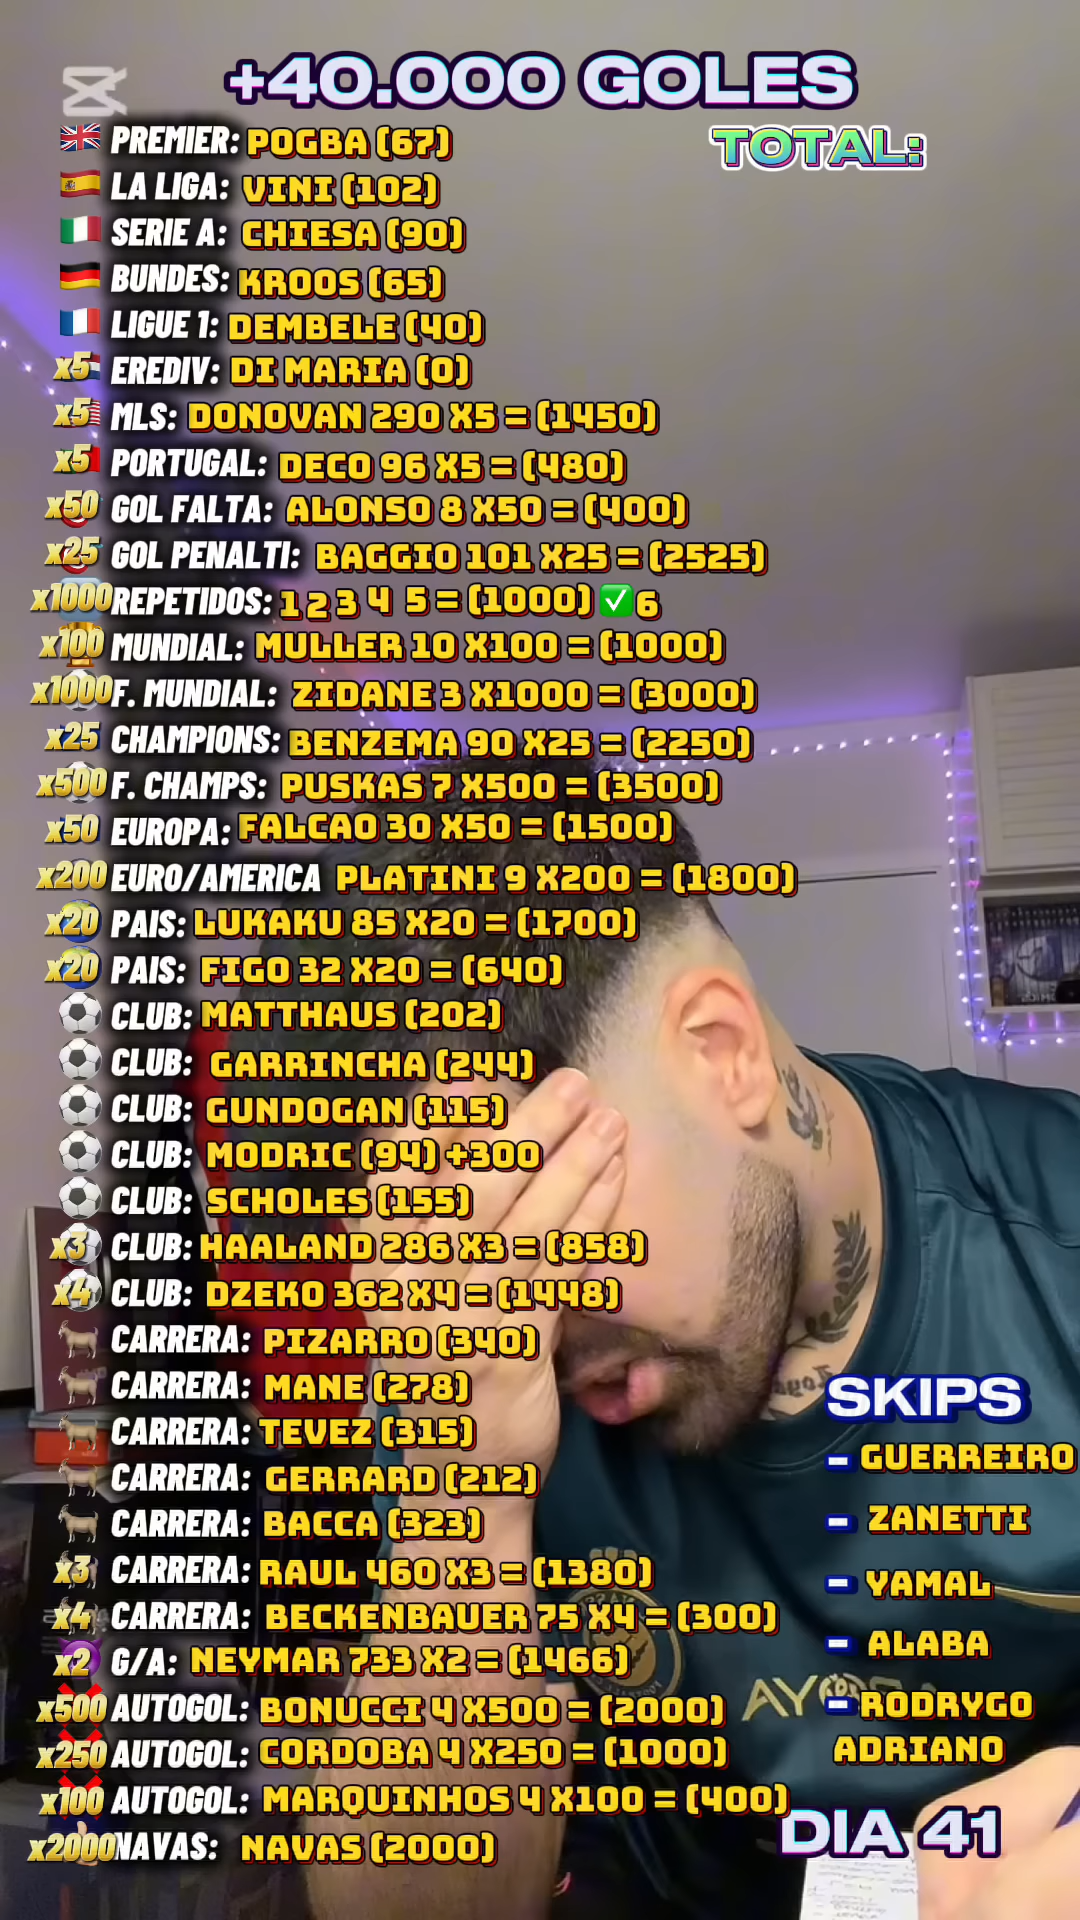 +40.000 GOLES
TOTAL:
PREMIER: POGBA (67)
LA LIGA: VINI (102)
SERIE A: CHIESA (90)
BUNDES: KROOS (65)
LIGUE 1: DEMBELE (40)
x5 EREDIV: DI MARIA (0)
x5 MLS: DONOVAN 290 X5 = (1450)
x5 PORTUGAL: DECO 96 X5 = (480)
x50 GOL FALTA: ALONSO 8 X50 = (400)
x25 GOL PENALTI: BAGGIO 101 X25 = (2525)
x1000 REPETIDOS: 1 2 3 4 5 = (1000) ✅ 6
x100 MUNDIAL: MULLER 10 X100 = (1000)
x1000 F. MUNDIAL: ZIDANE 3 X1000 = (3000)
x25 CHAMPIONS: BENZEMA 90 X25 = (2250)
x500 F. CHAMPS: PUSKAS 7 X500 = (3500)
x50 EUROPA: FALCAO 30 X50 = (1500)
x200 EURO/AMERICA PLATINI 9 X200 = (1800)
x20 PAIS: LUKAKU 85 X20 = (1700)
x20 PAIS: FIGO 32 X20 = (640)
CLUB: MATTHAUS (202)
CLUB: GARRINCHA (244)
CLUB: GUNDOGAN (115)
CLUB: MODRIC (94) +300
CLUB: SCHOLES (155)
x3 CLUB: HAALAND 286 X3 = (858)
x4 CLUB: DZEKO 362 X4 = (1448)
CARRERA: PIZARRO (340)
CARRERA: MANE (278)
CARRERA: TEVEZ (315)
CARRERA: GERRARD (212)
CARRERA: BACCA (323)
x3 CARRERA: RAUL 460 X3 = (1380)
x4 CARRERA: BECKENBAUER 75 X4 = (300)
x2 G/A: NEYMAR 733 X2 = (1466)
x500 AUTOGOL: BONUCCI 4 X500 = (2000)
x250 AUTOGOL: CORDOBA 4 X250 = (1000)
x100 AUTOGOL: MARQUINHOS 4 X100 = (400)
x2000 NAVAS: NAVAS (2000)
SKIPS
- GUERREIRO
- ZANETTI
- YAMAL
- ALABA
- RODRYGO
ADRIANO
DIA 41